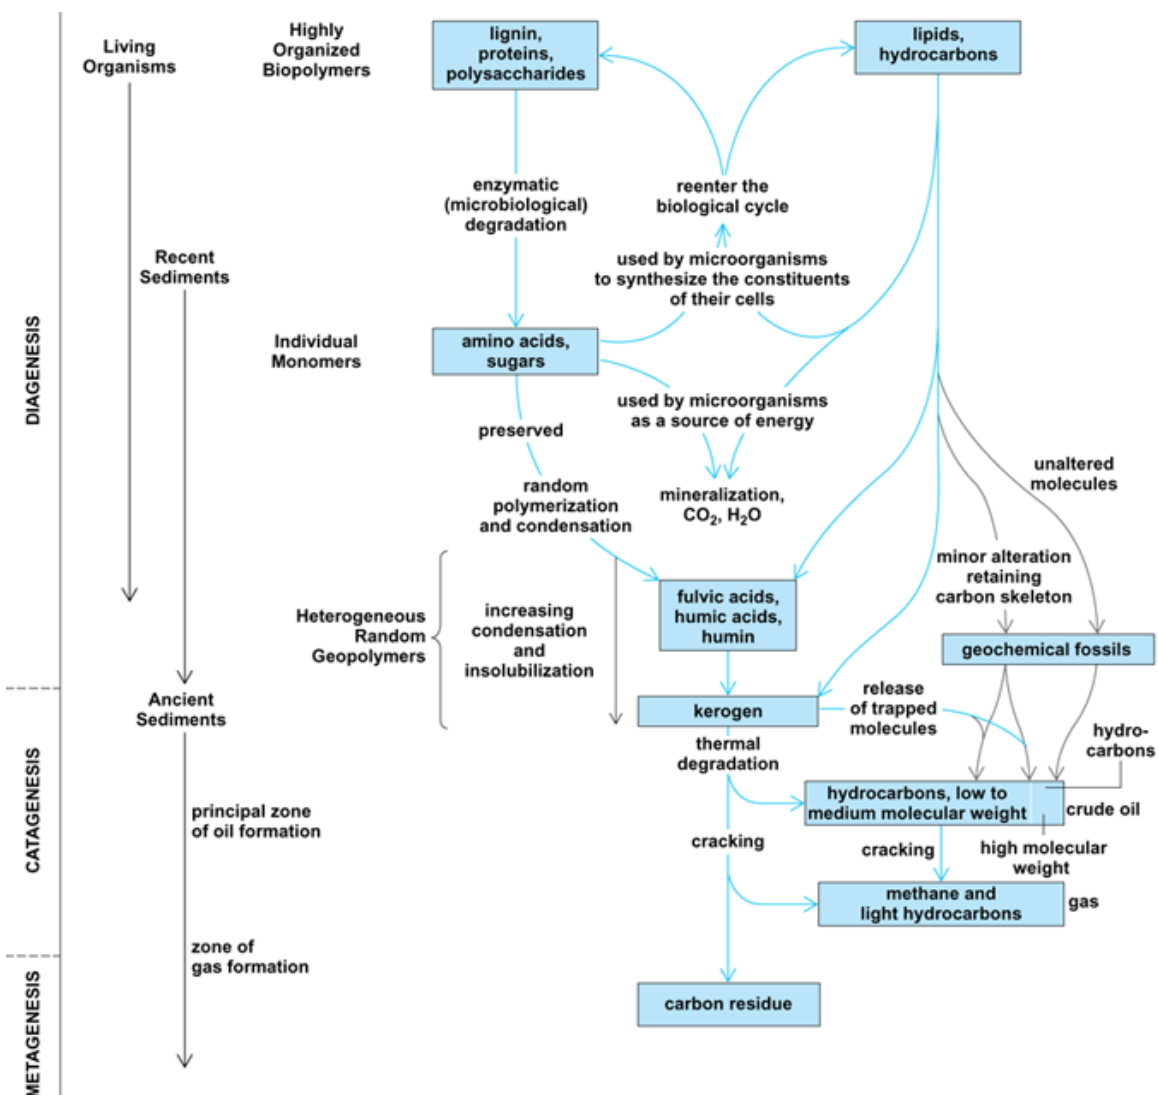 Living
Organisms
Highly
Organized
Biopolymers
lignin,
proteins,
polysaccharides
lipids,
hydrocarbons
enzymatic
(microbiological)
degradation
reenter the
biological cycle
Recent
Sediments
used by microorganisms
to synthesize the constituents
of their cells
DIAGENESIS
Individual
Monomers
amino acids,
sugars
used by microorganisms
as a source of energy
preserved
unaltered
molecules
random
polymerization
and condensation
mineralization,
CO₂, H₂O
minor alteration
retaining
carbon skeleton
Heterogeneous
Random
Geopolymers
increasing
condensation
and
insolubilization
fulvic acids,
humic acids,
humin
geochemical fossils
Ancient
Sediments
kerogen
release
of trapped
molecules
hydro-
carbons
thermal
degradation
CATAGENESIS
principal zone
of oil formation
hydrocarbons, low to
medium molecular weight
crude oil
cracking
cracking
high molecular
weight
methane and
light hydrocarbons
gas
zone of
gas formation
METAGENESIS
carbon residue